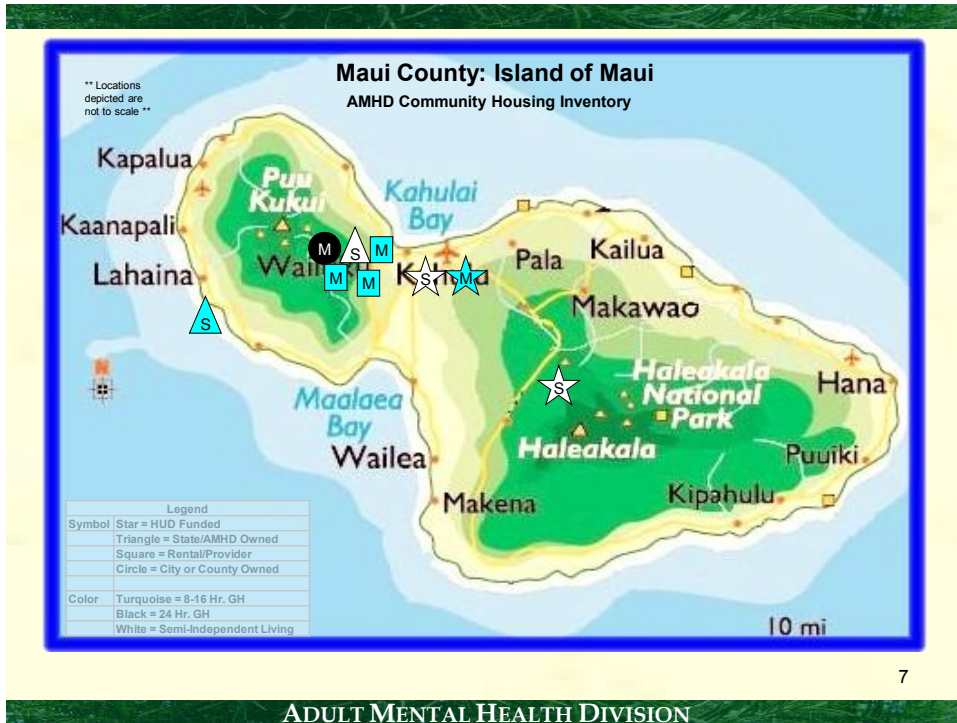 Maui County: Island of Maui
AMHD Community Housing Inventory
** Locations
depicted are
not to scale **
Kapalua
Puu
Kukui
Kahulai
Bay
Kaanapali
M
S
M
Kailua
Pala
Lahaina
M
M
S
M
Makawao
S
N
S
Haleakala
National
Park
Hana
Maalaea
Bay
Haleakala
Wailea
Puuiki
Makena
Kipahulu
Legend
Symbol Star = HUD Funded
Triangle = State/AMHD Owned
Square = Rental/Provider
Circle = City or County Owned
Color Turquoise = 8-16 Hr. GH
Black = 24 Hr. GH
White = Semi-Independent Living
10 mi
7
ADULT MENTAL HEALTH DIVISION